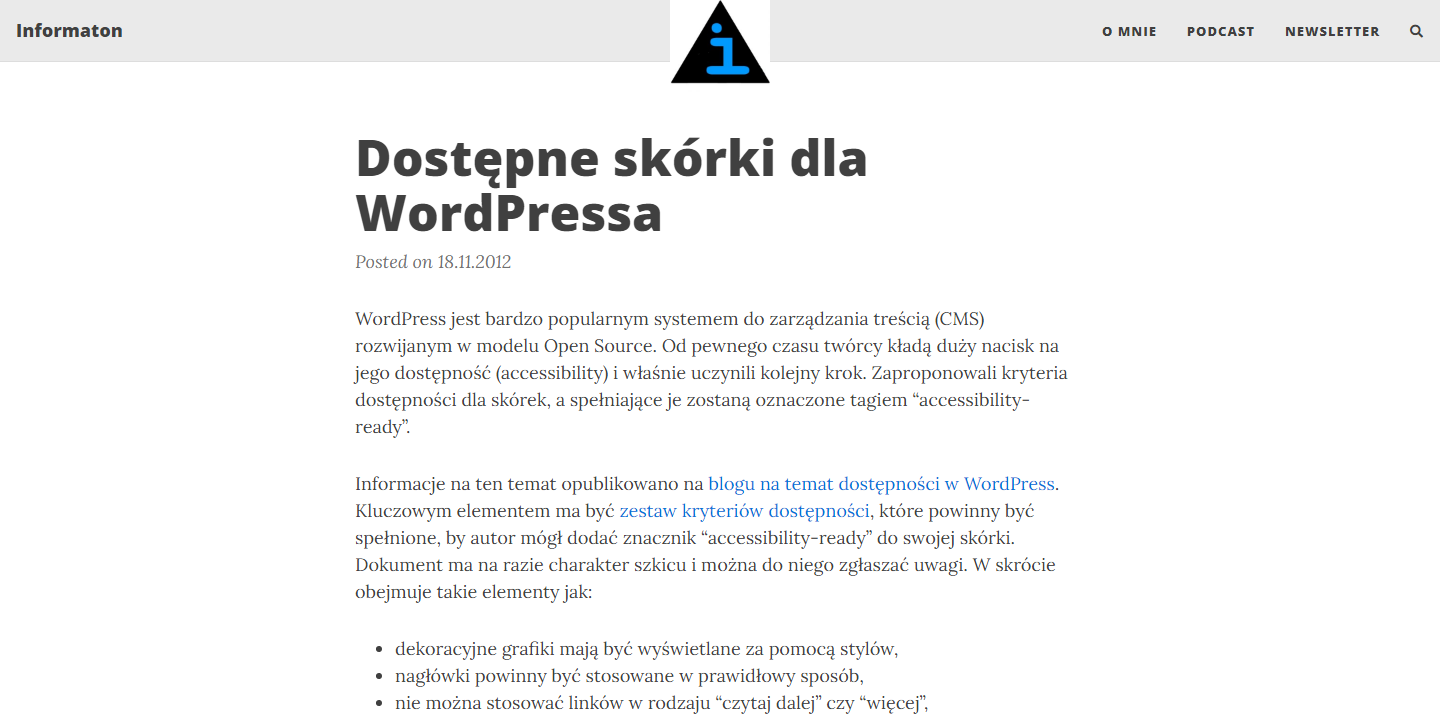 Informaton
i
O MNIE
PODCAST
NEWSLETTER
Dostępne skórki dla
WordPressa
Posted on 18.11.2012
WordPress jest bardzo popularnym systemem do zarządzania treścią (CMS)
rozwijanym w modelu Open Source. Od pewnego czasu twórcy kładą duży nacisk na
jego dostępność (accessibility) i właśnie uczynili kolejny krok. Zaproponowali kryteria
dostępności dla skórek, a spełniające je zostaną oznaczone tagiem “accessibility-
ready”.
Informacje na ten temat opublikowano na blogu na temat dostępności w WordPress.
Kluczowym elementem ma być zestaw kryteriów dostępności, które powinny być
spełnione, by autor mógł dodać znacznik “accessibility-ready” do swojej skórki.
Dokument ma na razie charakter szkicu i można do niego zgłaszać uwagi. W skrócie
obejmuje takie elementy jak:
• dekoracyjne grafiki mają być wyświetlane za pomocą stylów,
• nagłówki powinny być stosowane w prawidłowy sposób,
• nie można stosować linków w rodzaju “czytaj dalej” czy “więcej”,